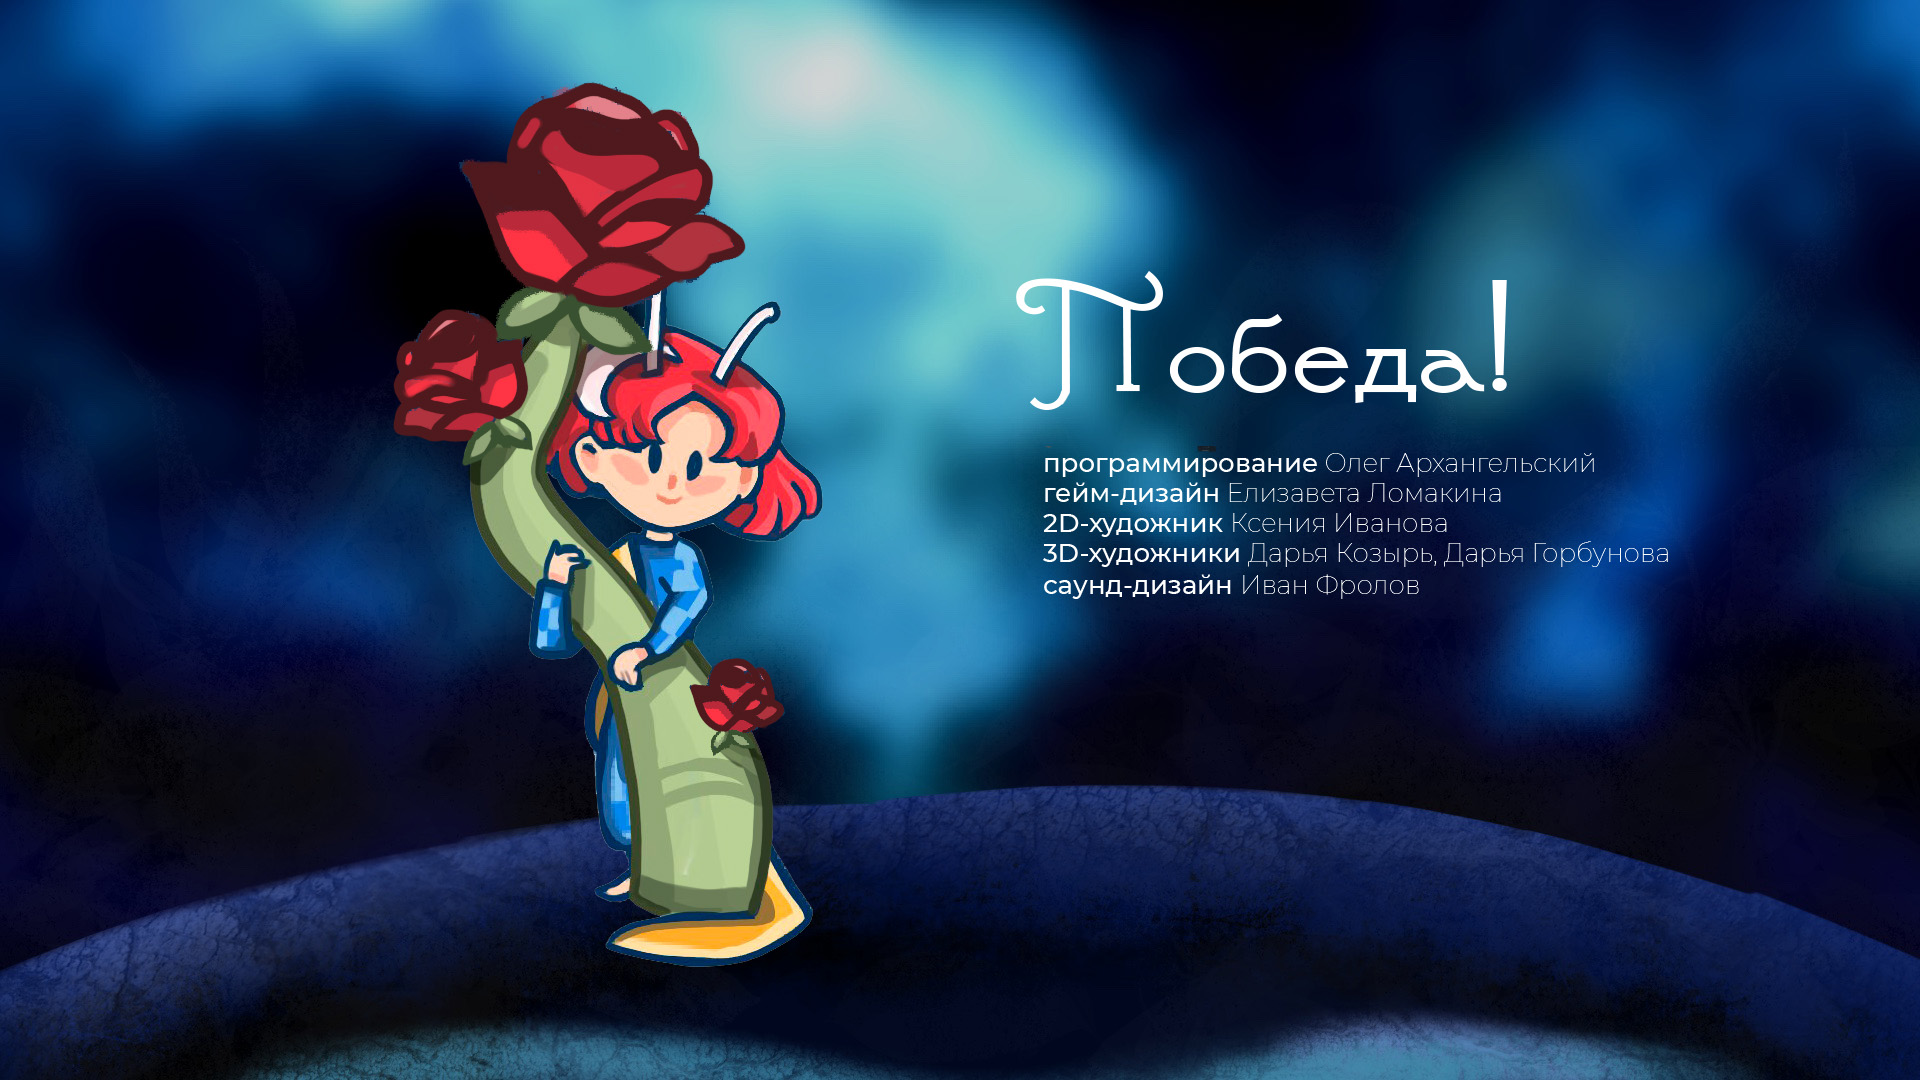 Победа!
программирование Олег Архангельский
гейм-дизайн Елизавета Ломакина
2D-художник Ксения Иванова
3D-художники Дарья Козырь, Дарья Горбунова
саунд-дизайн Иван Фролов